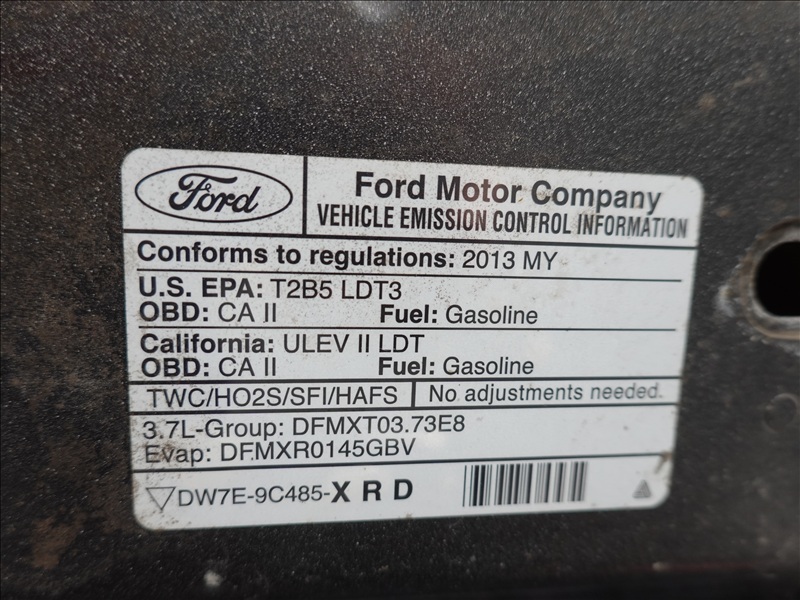 Ford
Ford Motor Company
VEHICLE EMISSION CONTROL INFORMATION
Conforms to regulations: 2013 MY
U.S. EPA: T2B5 LDT3
OBD: CA II Fuel: Gasoline
California: ULEV II LDT
OBD: CA II Fuel: Gasoline
TWC/HO2S/SFI/HAFS No adjustments needed.
3.7L-Group: DFMXT03.73E8
Evap: DFMXR0145GBV
DW7E-9C485-X R D